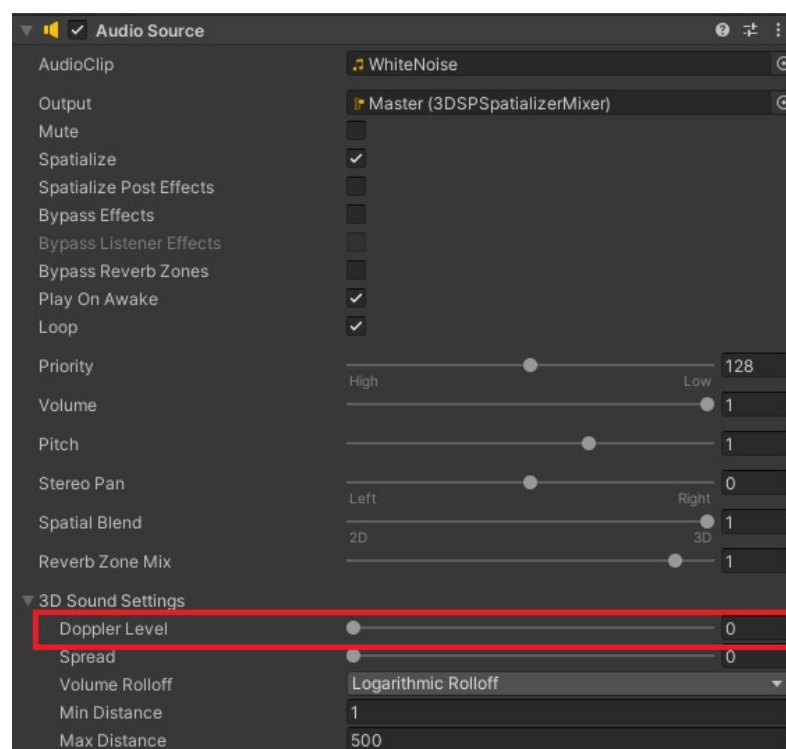 Audio Source
AudioClip WhiteNoise
Output Master (3DSPSpatializerMixer)
Mute
Spatialize
Spatialize Post Effects
Bypass Effects
Bypass Listener Effects
Bypass Reverb Zones
Play On Awake
Loop
Priority 128
High Low
Volume 1
Pitch 1
Stereo Pan 0
Left Right
Spatial Blend 1
2D 3D
Reverb Zone Mix 1
3D Sound Settings
Doppler Level 0
Spread 0
Volume Rolloff Logarithmic Rolloff
Min Distance 1
Max Distance 500